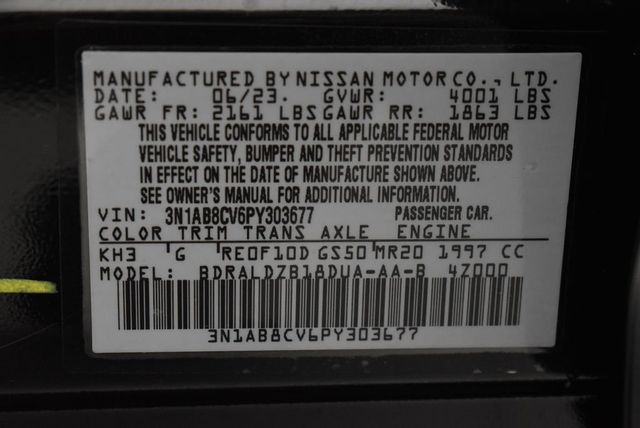 MANUFACTURED BY NISSAN MOTOR CO., LTD.
DATE: 06/23. GVWR: 4001 LBS
GAWR FR: 2161 LBS GAWR RR: 1863 LBS
THIS VEHICLE CONFORMS TO ALL APPLICABLE FEDERAL MOTOR
VEHICLE SAFETY, BUMPER AND THEFT PREVENTION STANDARDS
IN EFFECT ON THE DATE OF MANUFACTURE SHOWN ABOVE.
SEE OWNER'S MANUAL FOR ADDITIONAL INFORMATION.
VIN: 3N1AB8CV6PY303677 PASSENGER CAR.
COLOR TRIM TRANS AXLE ENGINE
KH3 G RE0F10D GS50 MR20 1997 CC
MODEL: BDRALDZB18DUA-AA-B 4Z000
3N1AB8CV6PY303677